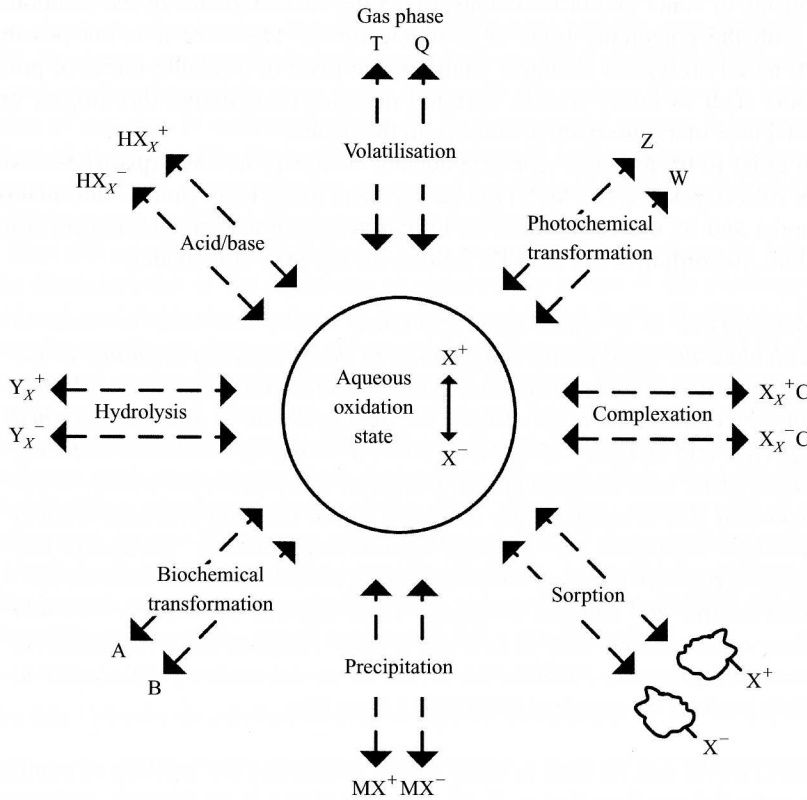 Gas phase
T Q
Volatilisation
HX_X^+
HX_X^-
Acid/base
Z
W
Photochemical
transformation
Y_X^+
Hydrolysis
Y_X^-
Aqueous
oxidation
state
X^+
X^-
X_X^+C
Complexation
X_X^-C
Biochemical
transformation
A
B
Precipitation
MX^+ MX^-
Sorption
X^+
X^-